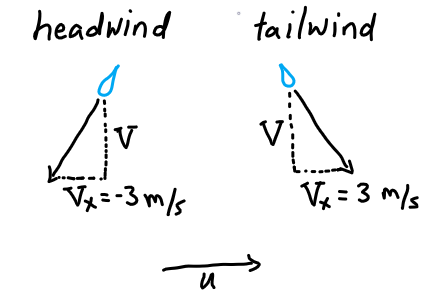 headwind
tailwind
V
V
Vx = -3 m/s
Vx = 3 m/s
u